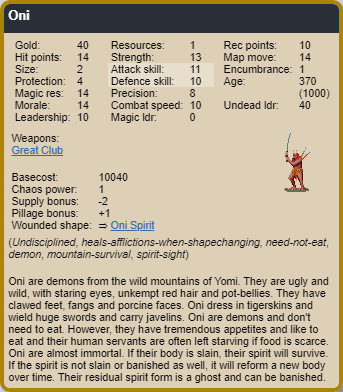 Oni
Gold: 40 Resources: 1 Rec points: 10
Hit points: 14 Strength: 13 Map move: 14
Size: 2 Attack skill: 11 Encumbrance: 1
Protection: 4 Defence skill: 10 Age: 370
Magic res: 14 Precision: 8 (1000)
Morale: 14 Combat speed: 10 Undead ldr: 40
Leadership: 10 Magic ldr: 0
Weapons:
Great Club
Basecost: 10040
Chaos power: 1
Supply bonus: -2
Pillage bonus: +1
Wounded shape: ⇒ Oni Spirit
(Undisciplined, heals-afflictions-when-shapechanging, need-not-eat,
demon, mountain-survival, spirit-sight)
Oni are demons from the wild mountains of Yomi. They are ugly and
wild, with staring eyes, unkempt red hair and pot-bellies. They have
clawed feet, fangs and porcine faces. Oni dress in tigerskins and
wield huge swords and carry javelins. Oni are demons and don't
need to eat. However, they have tremendous appetites and like to
eat and their human servants are often left starving if food is scarce.
Oni are almost immortal. If their body is slain, their spirit will survive.
If the spirit is not slain or banished as well, it will reform a new body
over time. Their residual spirit form is a ghost and can be banished.